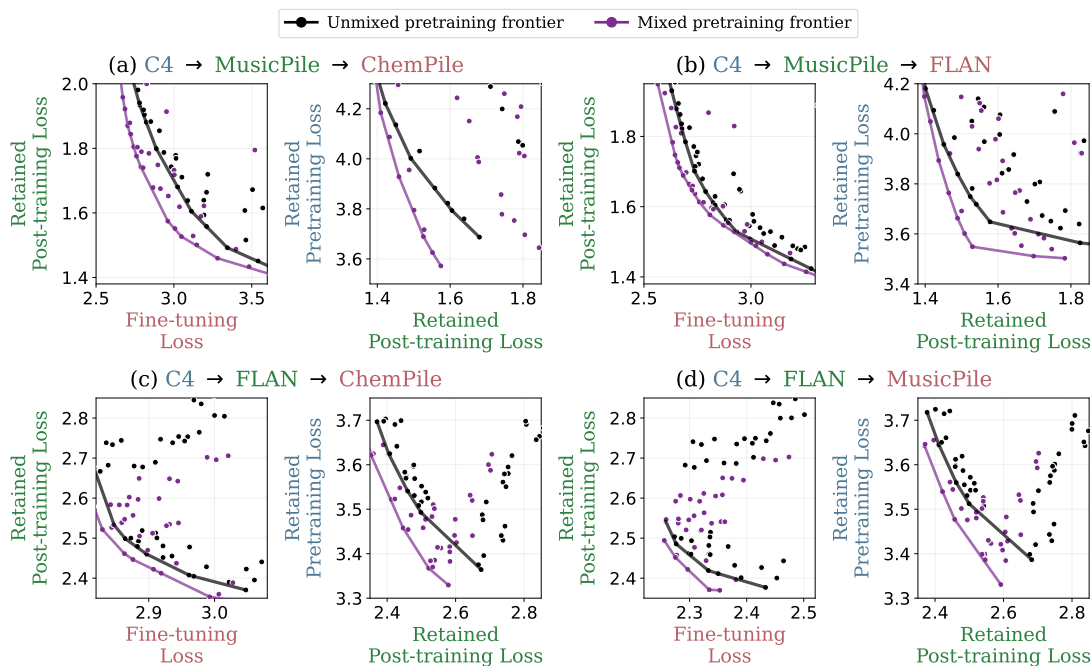 Unmixed pretraining frontier
Mixed pretraining frontier
(a) C4 → MusicPile → ChemPile
Retained
Post-training Loss
2.0
1.8
1.6
1.4
2.5
3.0
3.5
Fine-tuning
Loss
Retained
Pretraining Loss
4.2
4.0
3.8
3.6
1.4
1.6
1.8
Retained
Post-training Loss
(b) C4 → MusicPile → FLAN
Retained
Post-training Loss
1.8
1.6
1.4
2.5
3.0
Fine-tuning
Loss
Retained
Pretraining Loss
4.2
4.0
3.8
3.6
3.4
1.4
1.6
1.8
Retained
Post-training Loss
(c) C4 → FLAN → ChemPile
Retained
Post-training Loss
2.8
2.7
2.6
2.5
2.4
2.9
3.0
Fine-tuning
Loss
Retained
Pretraining Loss
3.7
3.6
3.5
3.4
3.3
2.4
2.6
2.8
Retained
Post-training Loss
(d) C4 → FLAN → MusicPile
Retained
Post-training Loss
2.8
2.7
2.6
2.5
2.4
2.3
2.4
2.5
Fine-tuning
Loss
Retained
Pretraining Loss
3.7
3.6
3.5
3.4
3.3
2.4
2.6
2.8
Retained
Post-training Loss